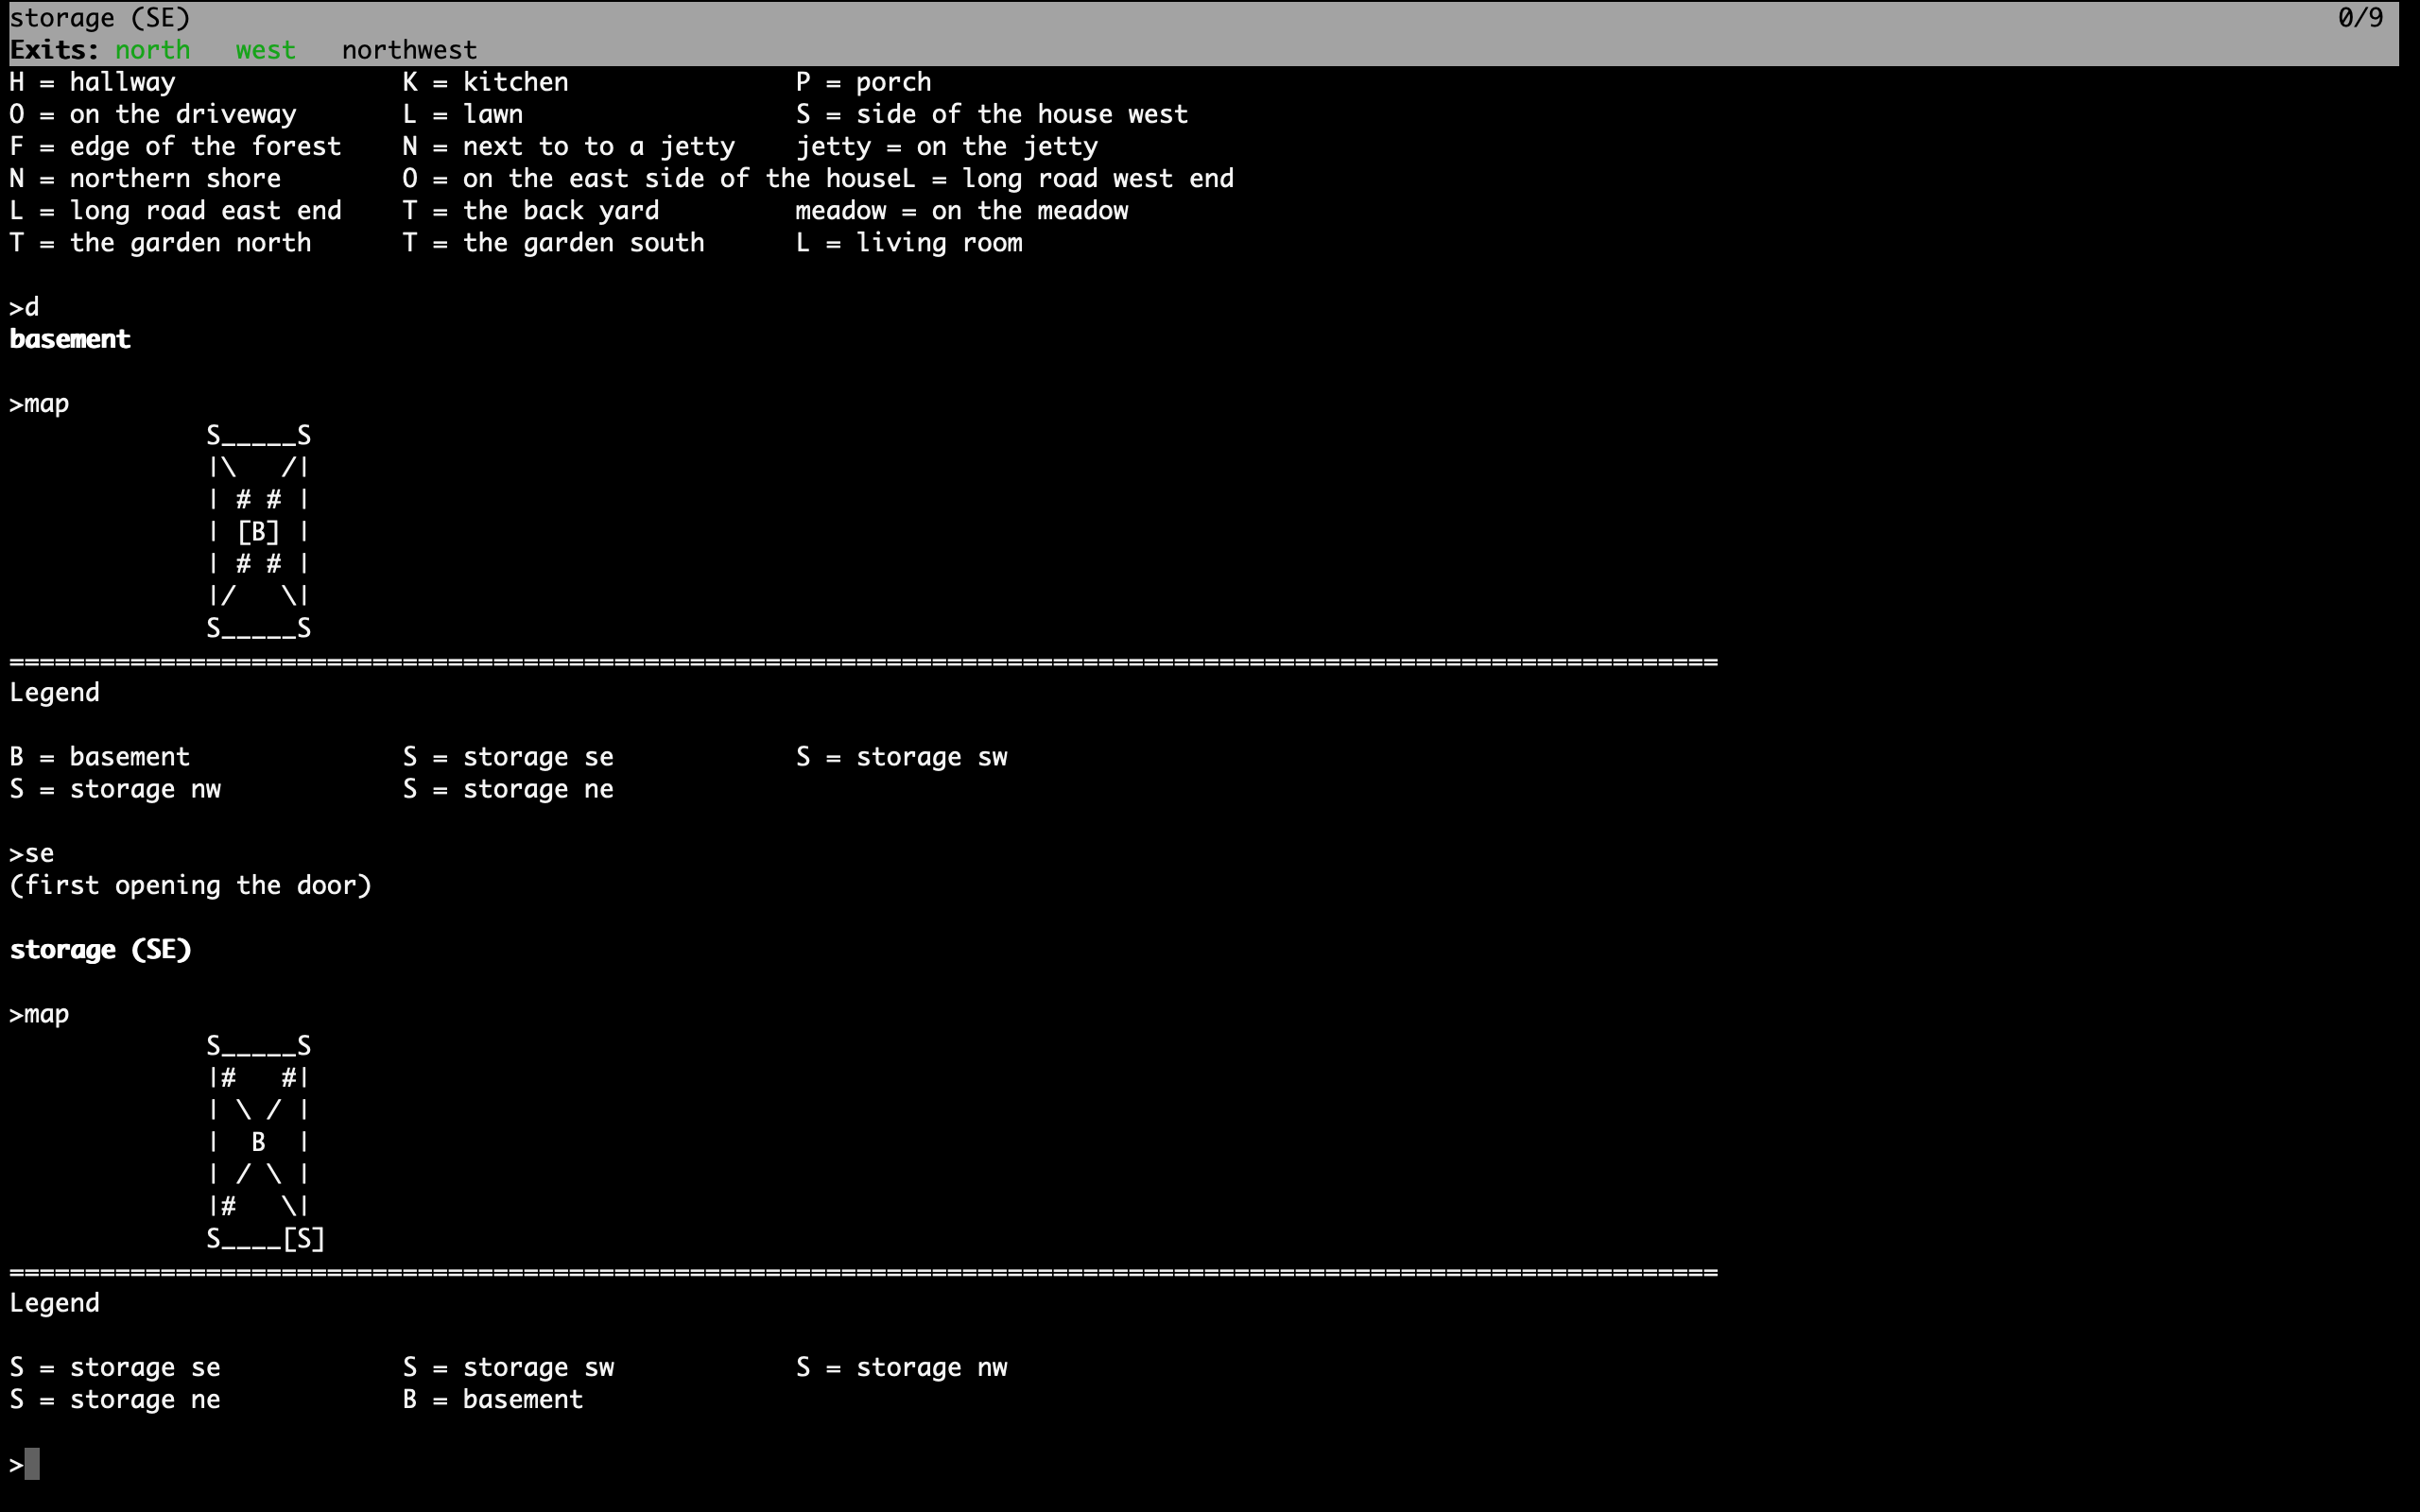 storage (SE)                                                                                                                                              0/9
Exits: north   west   northwest
H = hallway               K = kitchen               P = porch
O = on the driveway       L = lawn                  S = side of the house west
F = edge of the forest    N = next to to a jetty    jetty = on the jetty
N = northern shore        O = on the east side of the houseL = long road west end
L = long road east end    T = the back yard         meadow = on the meadow
T = the garden north      T = the garden south      L = living room

>d
basement

>map
             S_____S
             |\   /|
             | # # |
             | [B] |
             | # # |
             |/   \|
             S_____S
=================================================================================================================
Legend

B = basement              S = storage se            S = storage sw
S = storage nw            S = storage ne

>se
(first opening the door)

storage (SE)

>map
             S_____S
             |#   #|
             | \ / |
             |  B  |
             | / \ |
             |#   \|
             S____[S]
=================================================================================================================
Legend

S = storage se            S = storage sw            S = storage nw
S = storage ne            B = basement

>